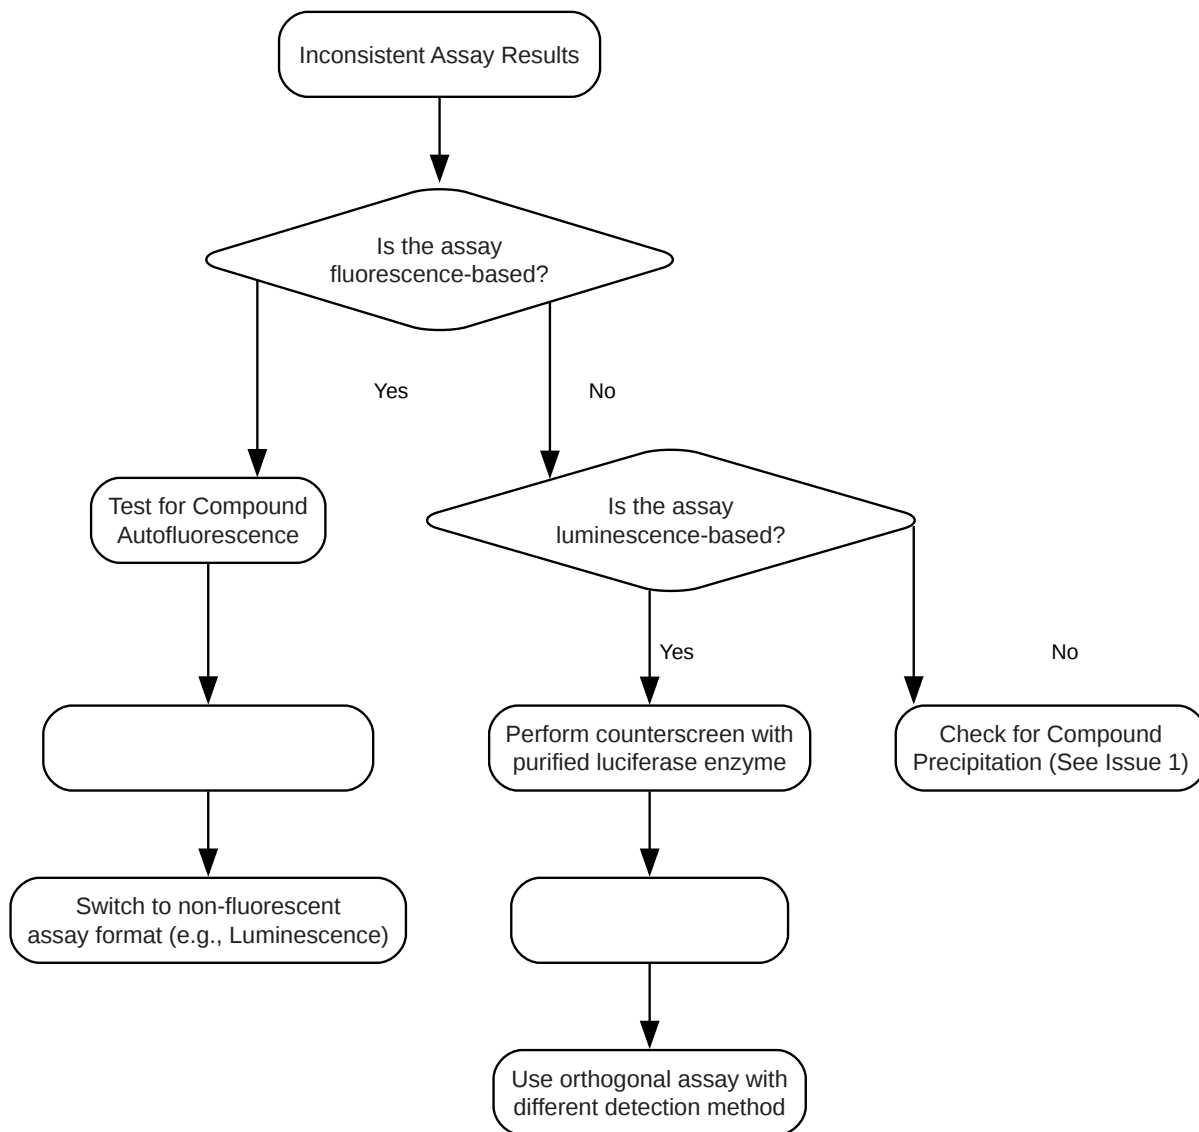 Inconsistent Assay Results
Is the assay
fluorescence-based?
Yes
No
Test for Compound
Autofluorescence
Is the assay
luminescence-based?
Yes
No
Perform counterscreen with
purified luciferase enzyme
Check for Compound
Precipitation (See Issue 1)
Switch to non-fluorescent
assay format (e.g., Luminescence)
Use orthogonal assay with
different detection method